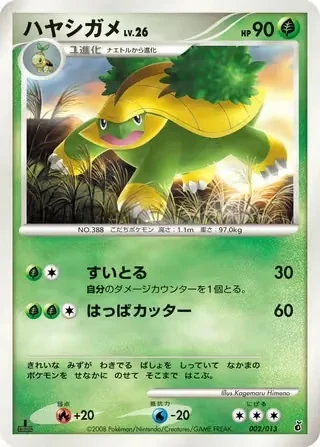 ハヤシガメ LV.26 HP 90
1進化 ナエトルから進化
NO.388 こだちポケモン 高さ:1.1m 重さ:97.0kg
すいとる 30
自分のダメージカウンターを1個とる。
はっぱカッター 60
きれいな みずが わきでる ばしょを しっていて なかまの
ポケモンを せなかに のせて そこまで はこぶ。
Illus. Kagemaru Himeno
弱点 抵抗力 にげる
+20 -20
1 EDITION
©2008 Pokémon/Nintendo/Creatures/GAME FREAK. 002/013